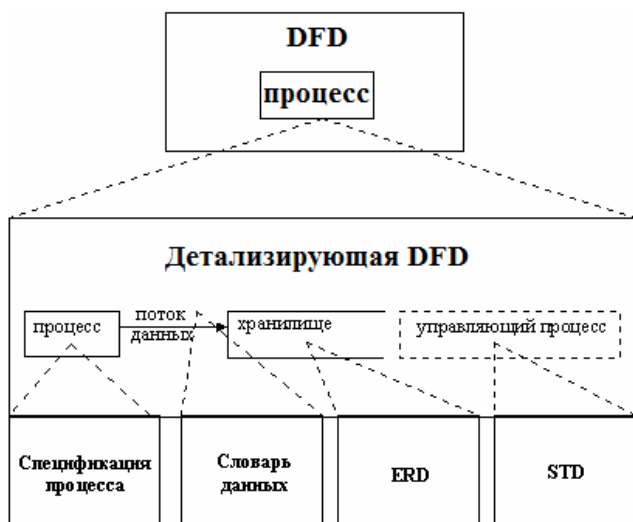 DFD
процесс
Детализирующая DFD
процесс
поток
данных
хранилище
управляющий процесс
Спецификация
процесса
Словарь
данных
ERD
STD